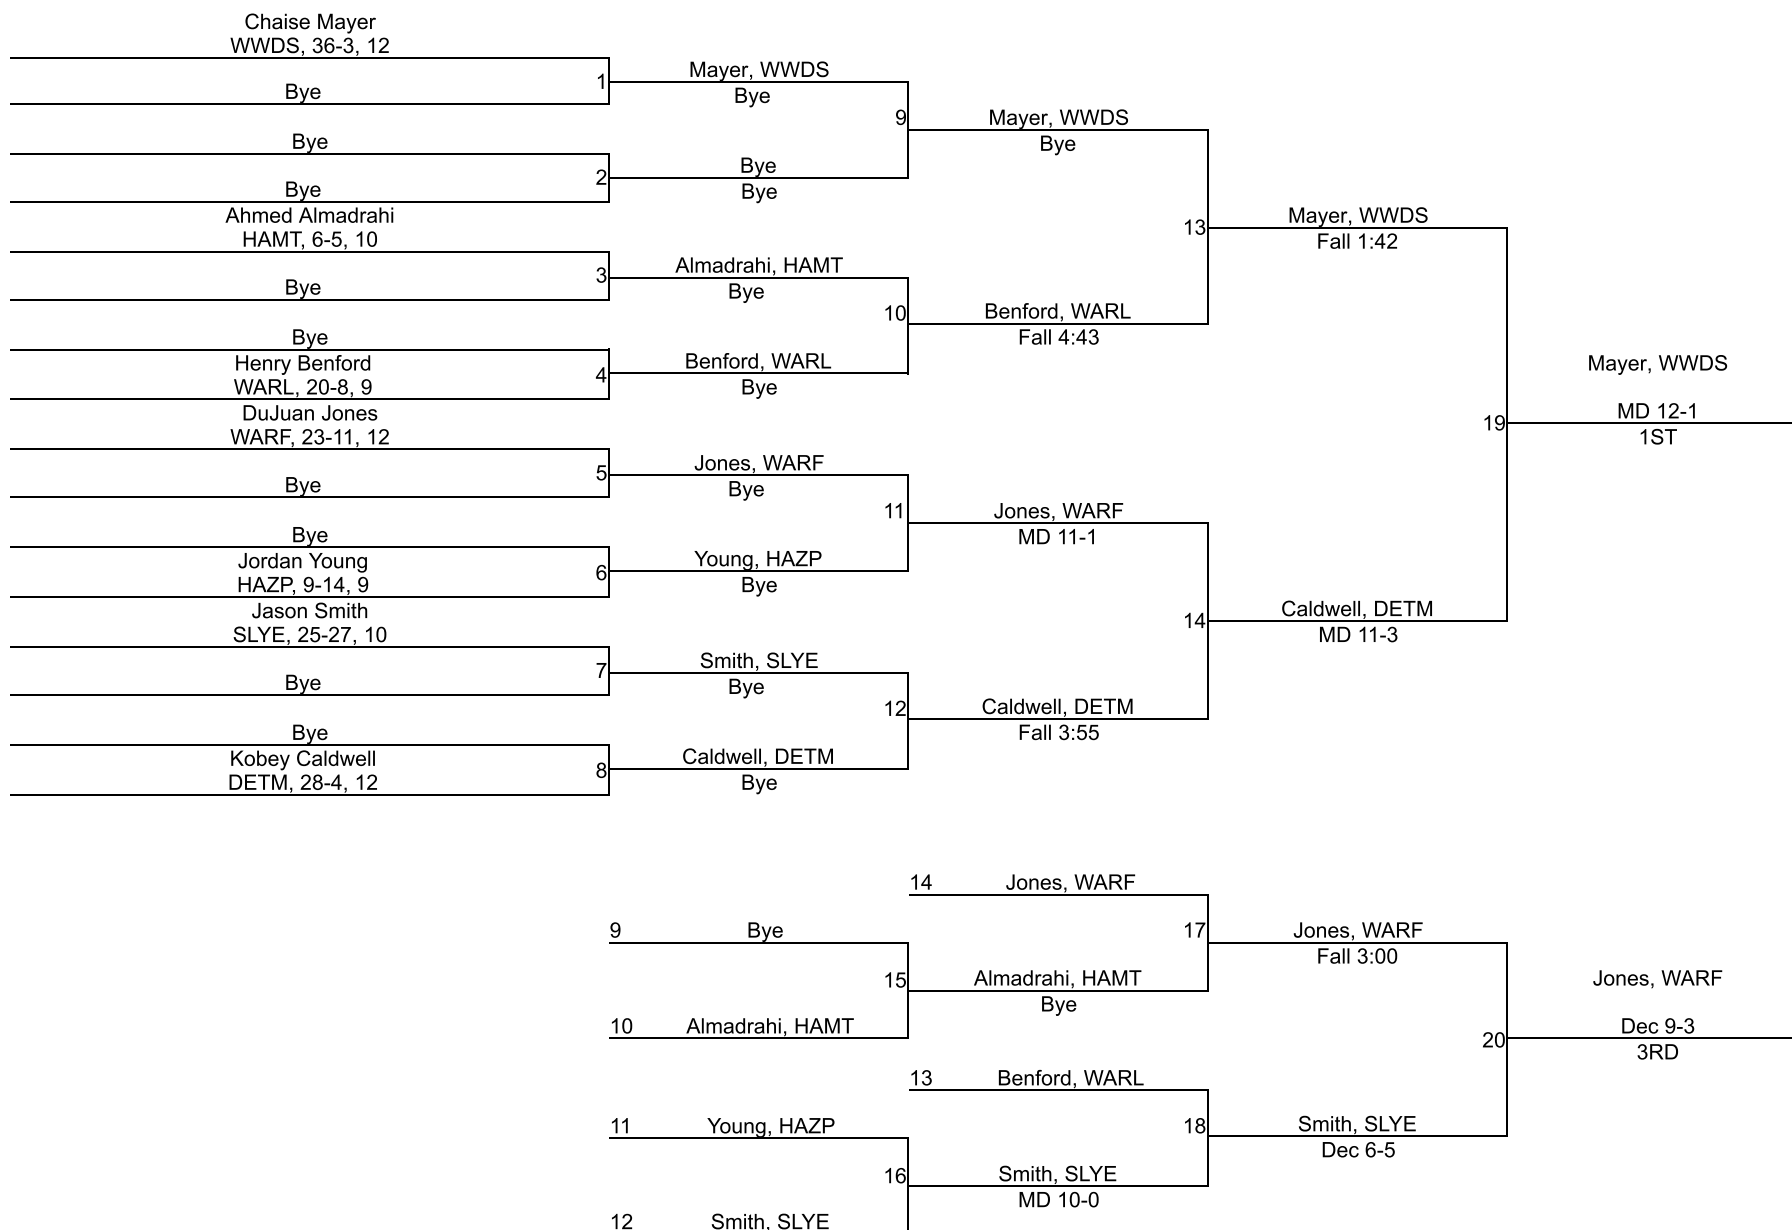 Chaise Mayer
WWDS, 36-3, 12
Bye
1
Bye
Bye
2
Ahmed Almadrahi
HAMT, 6-5, 10
Bye
3
Bye
Henry Benford
WARL, 20-8, 9
4
DuJuan Jones
WARF, 23-11, 12
Bye
5
Bye
Jordan Young
HAZP, 9-14, 9
6
Jason Smith
SLYE, 25-27, 10
Bye
7
Bye
Kobey Caldwell
DETM, 28-4, 12
8
Mayer, WWDS
Bye
9
Bye
Bye
Almadrahi, HAMT
Bye
10
Benford, WARL
Bye
Jones, WARF
Bye
11
Young, HAZP
Bye
Smith, SLYE
Bye
12
Caldwell, DETM
Bye
Mayer, WWDS
Bye
13
Benford, WARL
Fall 4:43
Jones, WARF
MD 11-1
14
Caldwell, DETM
Fall 3:55
Mayer, WWDS
Fall 1:42
19
Caldwell, DETM
MD 11-3
Mayer, WWDS
MD 12-1
1ST
9 Bye
15
10 Almadrahi, HAMT
11 Young, HAZP
16
12 Smith, SLYE
14 Jones, WARF
17
Almadrahi, HAMT
Bye
13 Benford, WARL
18
Smith, SLYE
MD 10-0
Jones, WARF
Fall 3:00
20
Smith, SLYE
Dec 6-5
Jones, WARF
Dec 9-3
3RD